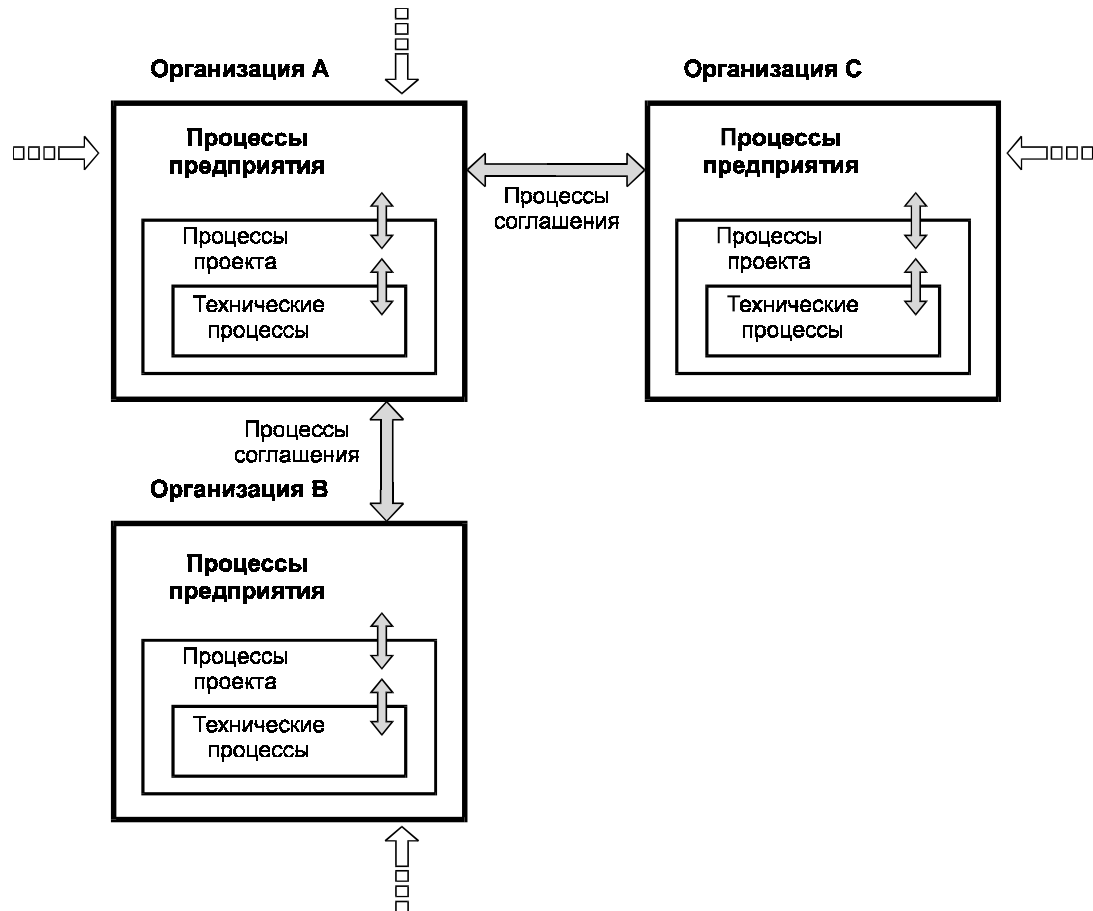 Организация A
Процессы
предприятия
Процессы
проекта
Технические
процессы
Процессы
соглашения
Организация C
Процессы
предприятия
Процессы
проекта
Технические
процессы
Процессы
соглашения
Организация B
Процессы
предприятия
Процессы
проекта
Технические
процессы